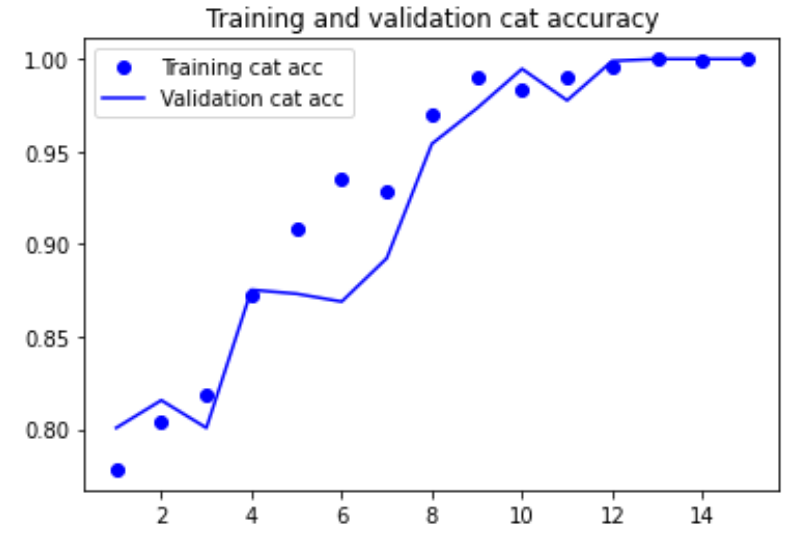 Training and validation cat accuracy
Training cat acc
Validation cat acc
1.00
0.95
0.90
0.85
0.80
2 4 6 8 10 12 14